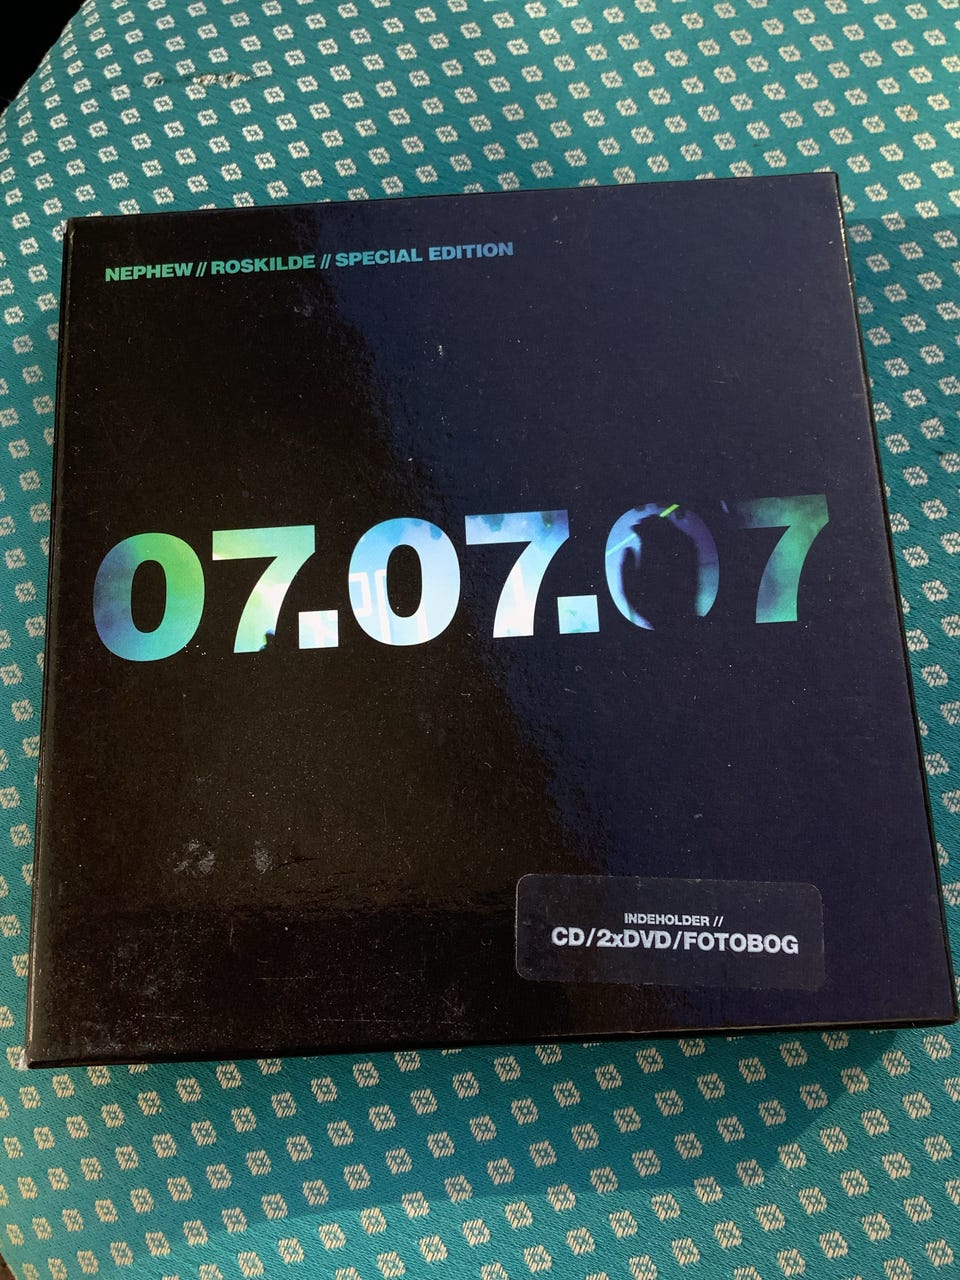 NEPHEW // ROSKILDE // SPECIAL EDITION
07.07.07
INDEHOLDER //
CD/2xDVD/FOTOBOG